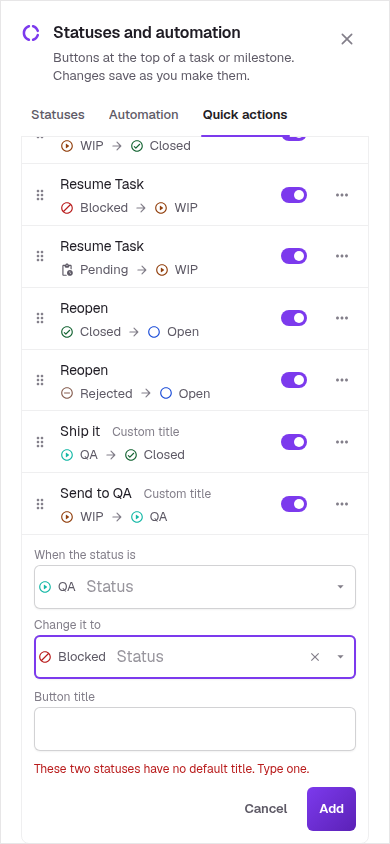 Statuses and automation
Buttons at the top of a task or milestone.
Changes save as you make them.
Statuses Automation Quick actions
WIP → Closed
Resume Task
Blocked → WIP
Resume Task
Pending → WIP
Reopen
Closed → Open
Reopen
Rejected → Open
Ship it Custom title
QA → Closed
Send to QA Custom title
WIP → QA
When the status is
QA Status
Change it to
Blocked Status
Button title
These two statuses have no default title. Type one.
Cancel Add